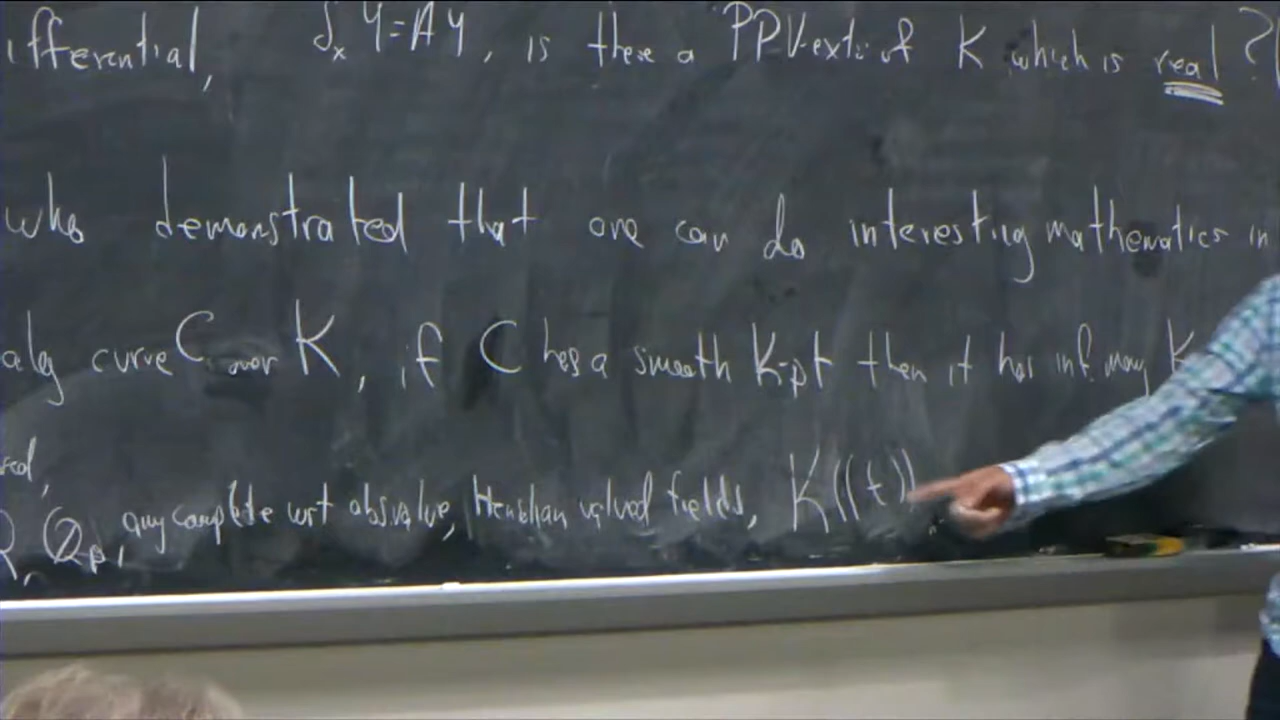 ifferential, δₓY=AY, is there a PPV-ext. of K which is real?
who demonstrated that one can do interesting mathematics in
alg curve C over K, if C has a smooth K-pt then it has inf. many K
R, Qₚ, any complete wrt abs value, Henselian valued fields, K((t))